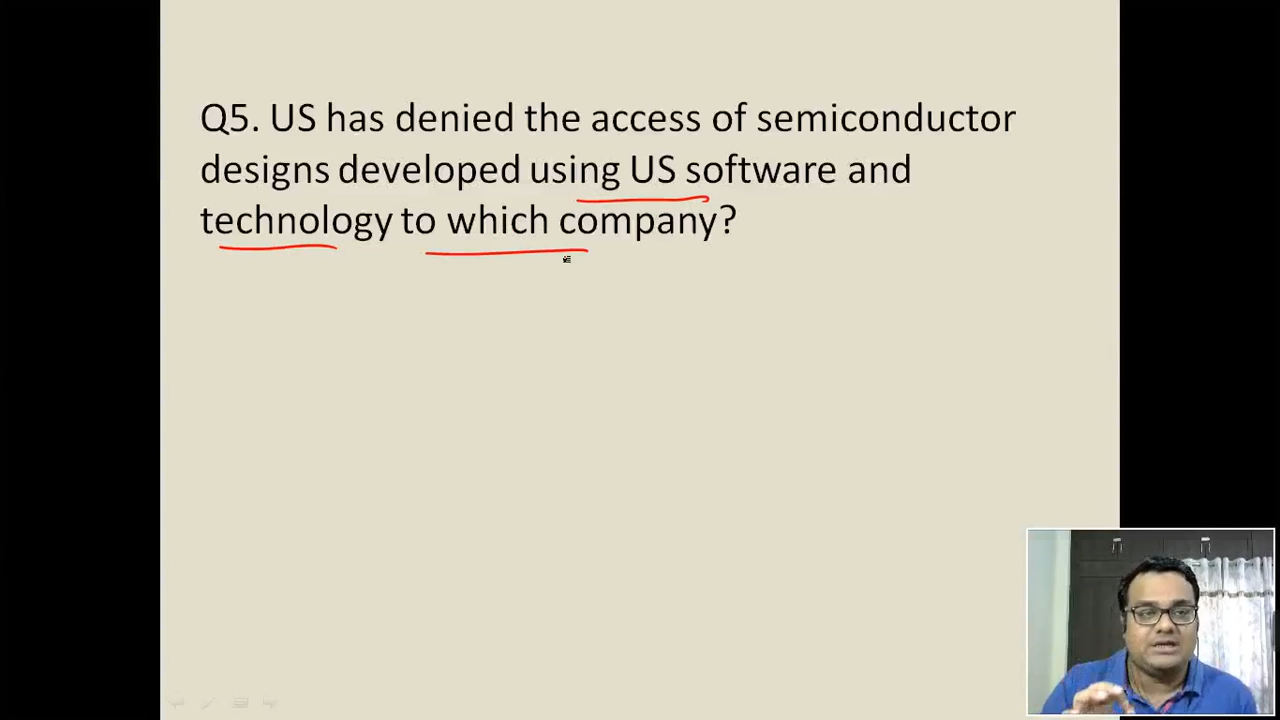 Q5. US has denied the access of semiconductor
designs developed using US software and
technology to which company?